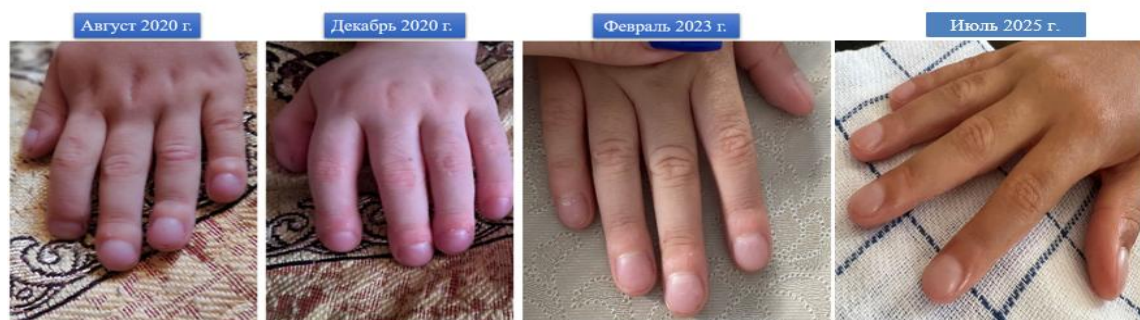 Август 2020 г.
Декабрь 2020 г.
Февраль 2023 г.
Июль 2025 г.